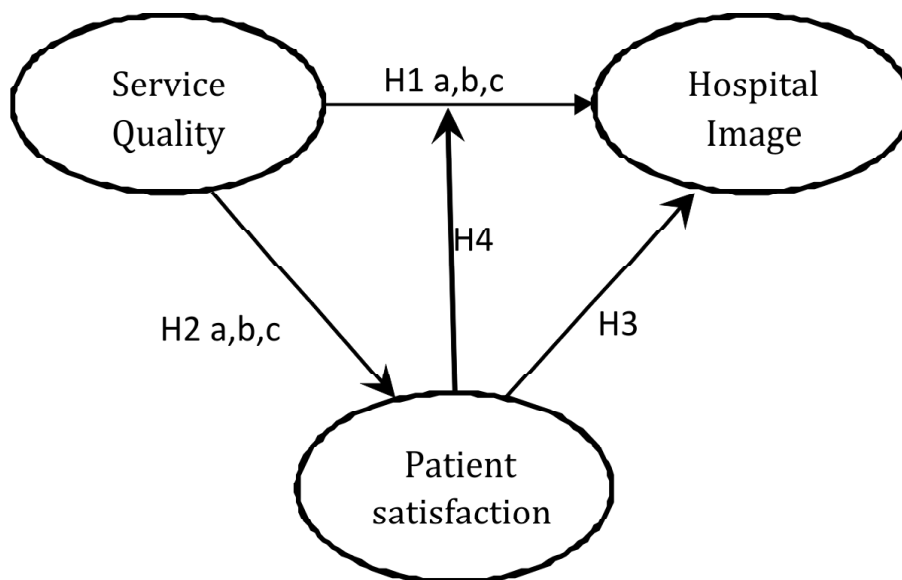 Service
Quality
H1 a,b,c
Hospital
Image
H4
H2 a,b,c
H3
Patient
satisfaction